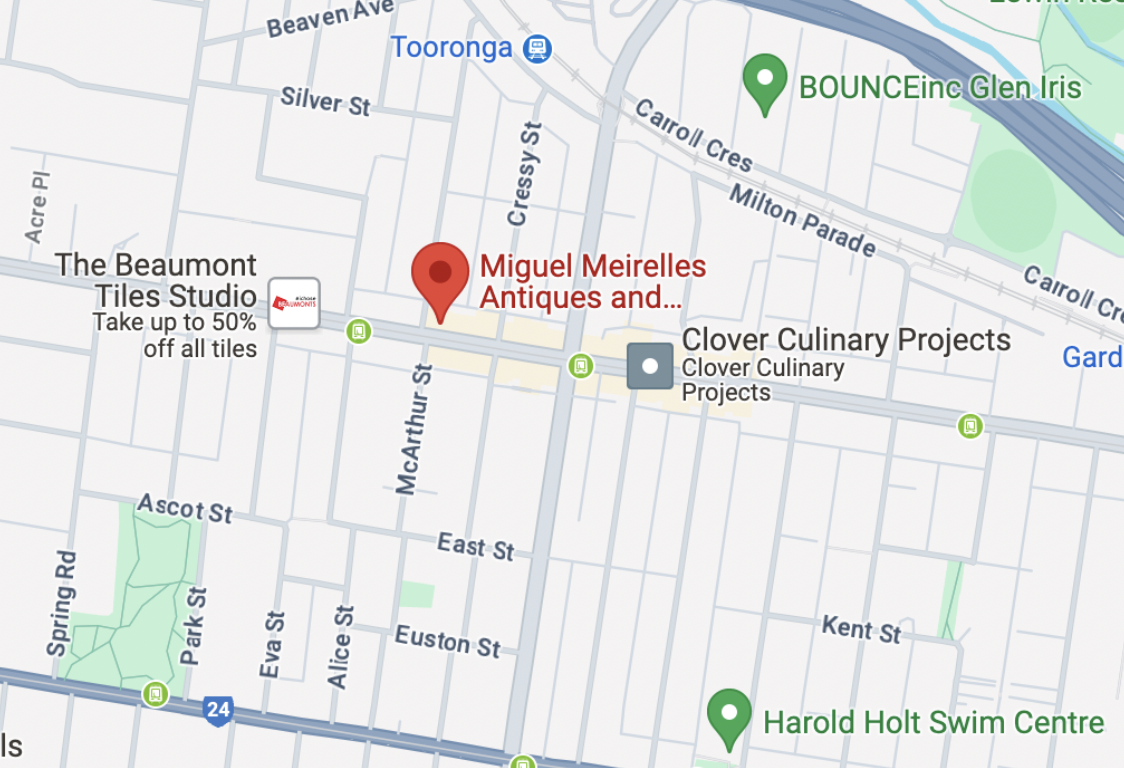 Beaven Ave
Tooronga
BOUNCEinc Glen Iris
Silver St
Carroll Cres
Cressy St
Acre Pl
Milton Parade
The Beaumont
Tiles Studio
Take up to 50%
off all tiles
BEAUMONTS
Miguel Meirelles
Antiques and...
Carroll Cre
Clover Culinary Projects
Clover Culinary
Projects
Gard
McArthur St
Ascot St
East St
Spring Rd
Park St
Eva St
Alice St
Euston St
Kent St
24
Harold Holt Swim Centre
ls